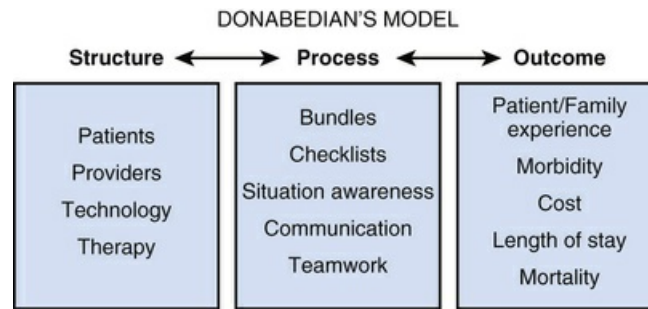 DONABEDIAN'S MODEL
Structure Process Outcome
Patients
Providers
Technology
Therapy
Bundles
Checklists
Situation awareness
Communication
Teamwork
Patient/Family
experience
Morbidity
Cost
Length of stay
Mortality